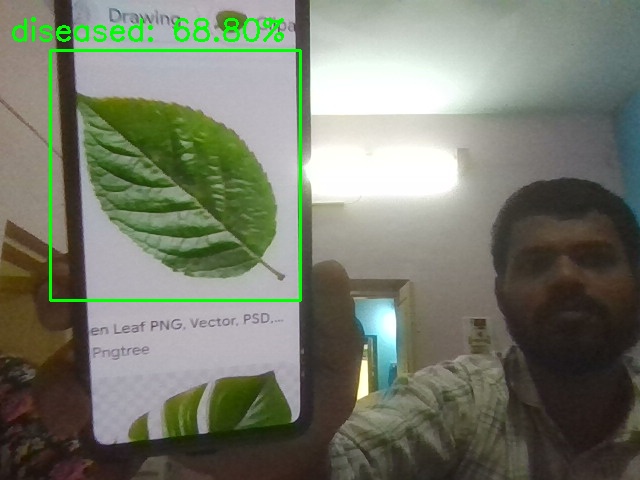 Drawing
diseased: 68.80%
en Leaf PNG, Vector, PSD,...
Pngtree